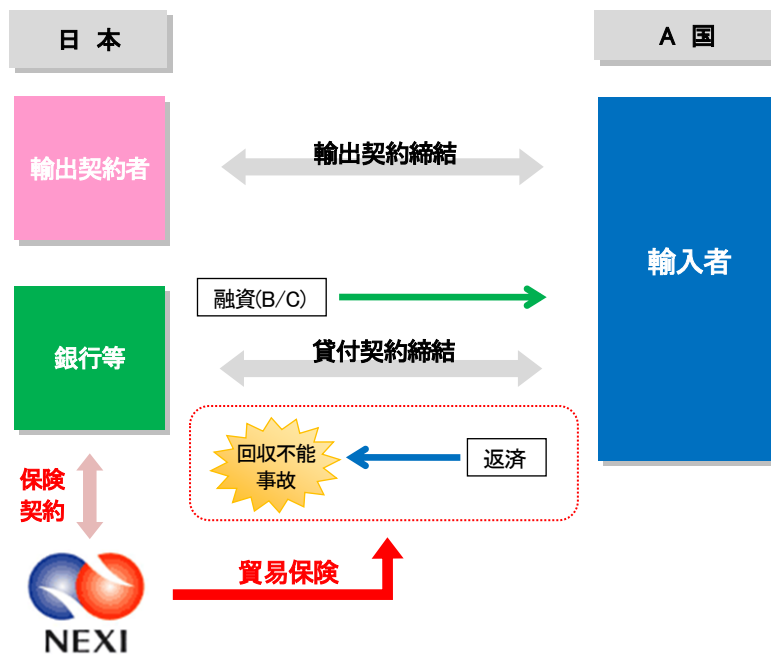 日 本
A 国
輸出契約者
輸出契約締結
輸入者
融資(B/C)
銀行等
貸付契約締結
回収不能
事故
返済
保険
契約
貿易保険
NEXI